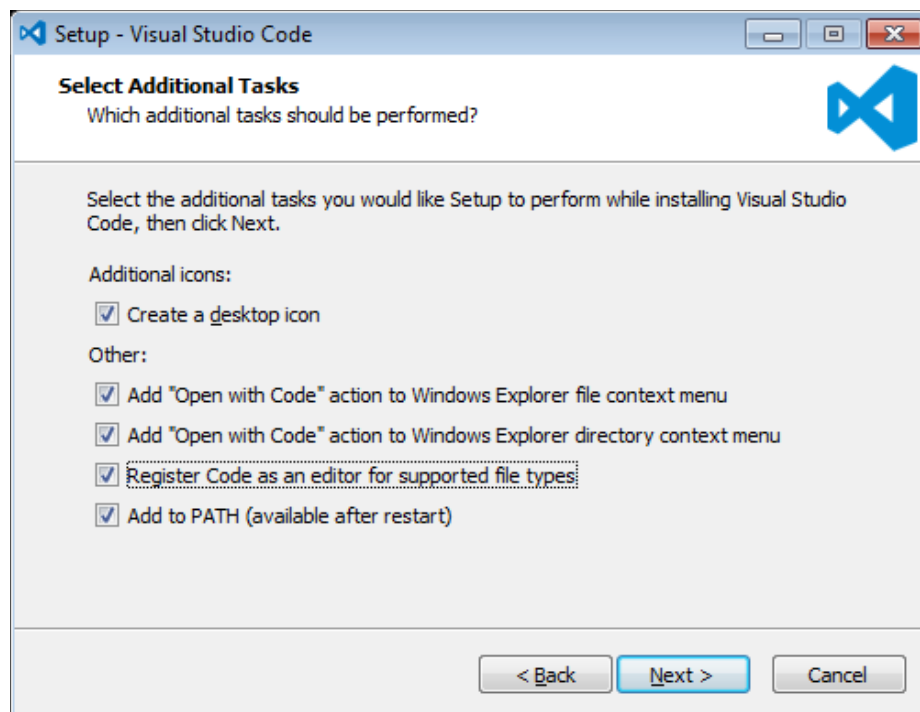 Setup - Visual Studio Code
Select Additional Tasks
Which additional tasks should be performed?
Select the additional tasks you would like Setup to perform while installing Visual Studio
Code, then click Next.
Additional icons:
Create a desktop icon
Other:
Add "Open with Code" action to Windows Explorer file context menu
Add "Open with Code" action to Windows Explorer directory context menu
Register Code as an editor for supported file types
Add to PATH (available after restart)
< Back Next > Cancel